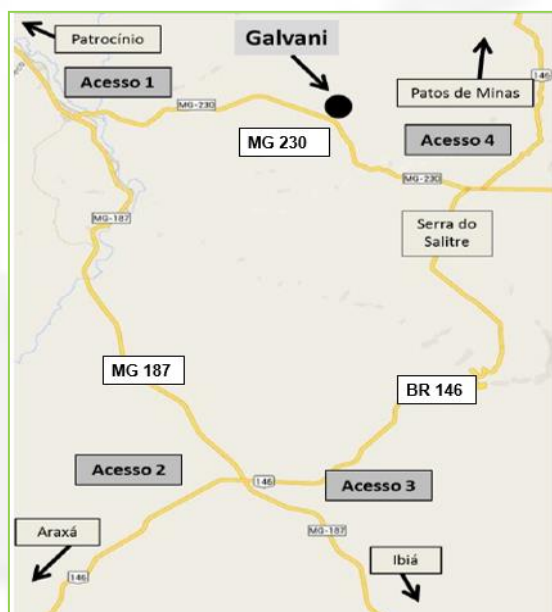 Patrocínio
Galvani
Acesso 1
146
Patos de Minas
MG-230
MG 230
Acesso 4
MG-230
MG-187
Serra do
Salitre
MG 187
BR 146
Acesso 2
146
Acesso 3
Araxá
MG-187
Ibiá
146